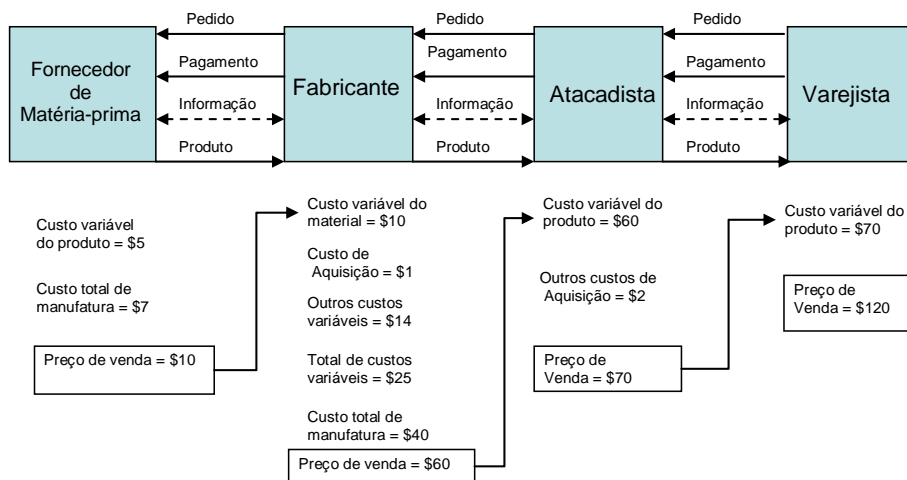 Pedido
Pedido
Pedido
Fornecedor
de
Matéria-prima
Pagamento
Fabricante
Pagamento
Atacadista
Pagamento
Varejista
Informação
Informação
Informação
Produto
Produto
Produto
Custo variável
do produto = $5
Custo total de
manufatura = $7
Preço de venda = $10
Custo variável do
material = $10
Custo de
Aquisição = $1
Outros custos
variáveis = $14
Total de custos
variáveis = $25
Custo total de
manufatura = $40
Preço de venda = $60
Custo variável do
produto = $60
Outros custos de
Aquisição = $2
Preço de
Venda = $70
Custo variável do
produto = $70
Preço de
Venda = $120